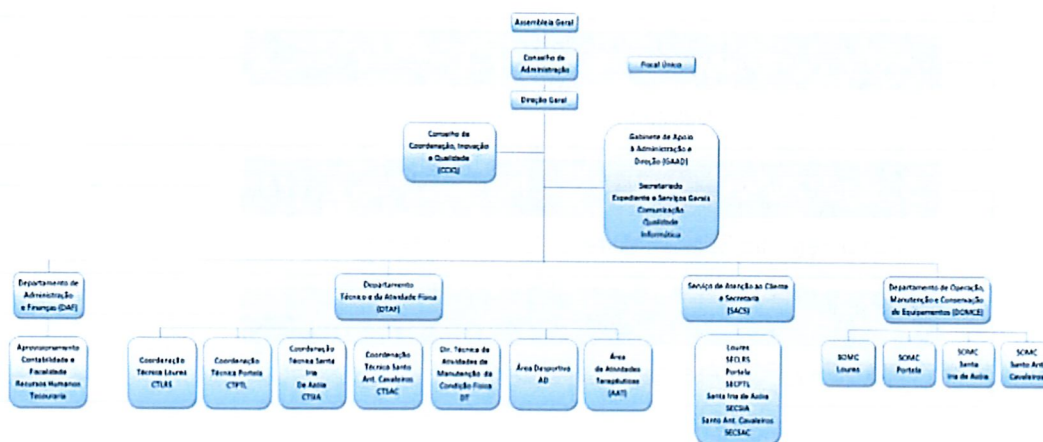 Assembleia Geral
Conselho de
Administração
Fiscal Único
Direção Geral
Conselho de
Coordenação, Inovação
e Qualidade
(CCIQ)
Gabinete de Apoio
à Administração e
Direção (GAAD)
Secretariado
Expediente e Serviços Gerais
Comunicação
Qualidade
Informática
Departamento de
Administração
e Finanças (DAF)
Departamento
Técnico e da Atividade Física
(DTAF)
Serviço de Atenção ao Cliente
e Secretaria
(SACS)
Departamento de Operação,
Manutenção e Conservação
de Equipamentos (DOMCE)
Aprovisionamento
Contabilidade e
Fiscalidade
Recursos Humanos
Tesouraria
Coordenação
Técnica Loures
CTLRS
Coordenação
Técnica Portela
CTPTL
Coordenação
Técnica Santa
Iria
De Azóia
CTSIA
Coordenação
Técnica Santo
Ant. Cavaleiros
CTSAC
Dir. Técnica de
Atividades de
Manutenção da
Condição Física
DT
Área Desportiva
AD
Área
de Atividades
Terapêuticas
(AAT)
Loures
SECLRS
Portela
SECPTL
Santa Iria de Azóia
SECSIA
Santo Ant. Cavaleiros
SECSAC
SOMC
Loures
SOMC
Portela
SOMC
Santa
Iria de Azóia
SOMC
Santo Ant.
Cavaleiros